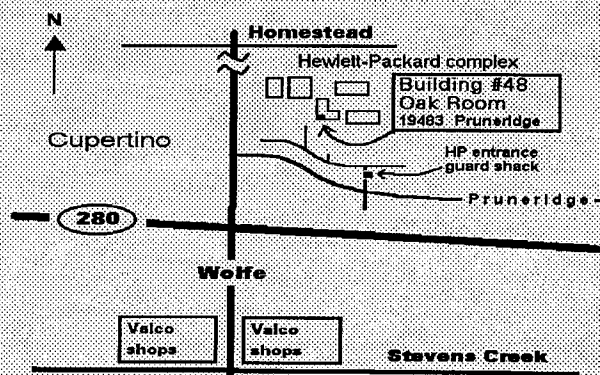 N
Homestead
Hewlett-Packard complex
Building #48
Oak Room
19483 Pruneridge
Cupertino
HP entrance
guard shack
Pruneridge
280
Wolfe
Valco
shops
Valco
shops
Stevens Creek